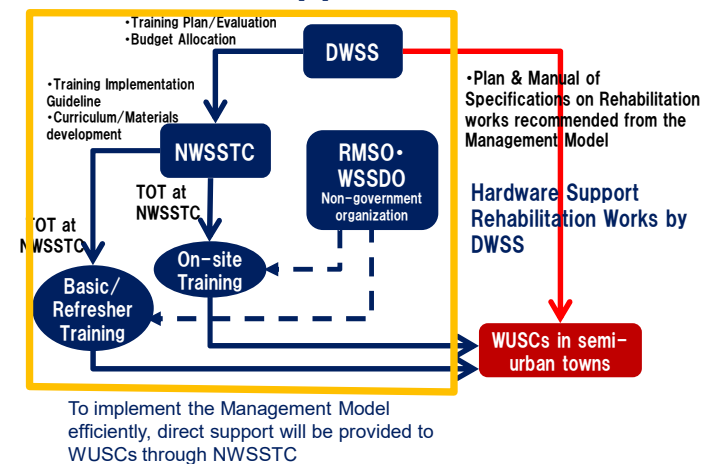 ・Training Plan/Evaluation
・Budget Allocation
DWSS
・Training Implementation
Guideline
・Curriculum/Materials
development
・Plan & Manual of
Specifications on Rehabilitation
works recommended from the
Management Model
NWSSTC
RMSO・
WSSDO
Non-government
organization
TOT at
NWSSTC
Hardware Support
Rehabilitation Works by
DWSS
TOT at
NWSSTC
On-site
Training
Basic/
Refresher
Training
WUSCs in semi-
urban towns
To implement the Management Model
efficiently, direct support will be provided to
WUSCs through NWSSTC